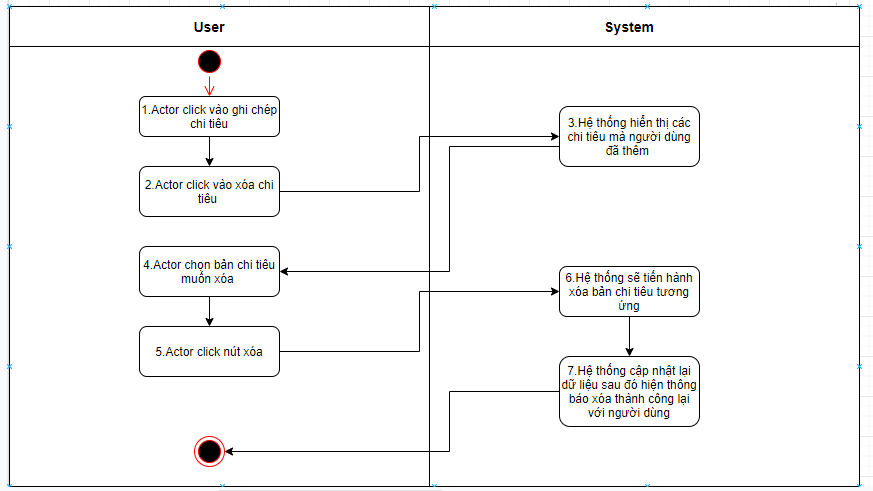 User
System
1.Actor click vào ghi chép
chi tiêu
2.Actor click vào xóa chi
tiêu
3.Hệ thống hiển thị các
chi tiêu mà người dùng
đã thêm
4.Actor chọn bản chi tiêu
muốn xóa
5.Actor click nút xóa
6.Hệ thống sẽ tiến hành
xóa bản chi tiêu tương
ứng
7.Hệ thống cập nhật lại
dữ liệu sau đó hiện thông
báo xóa thành công lại
với người dùng